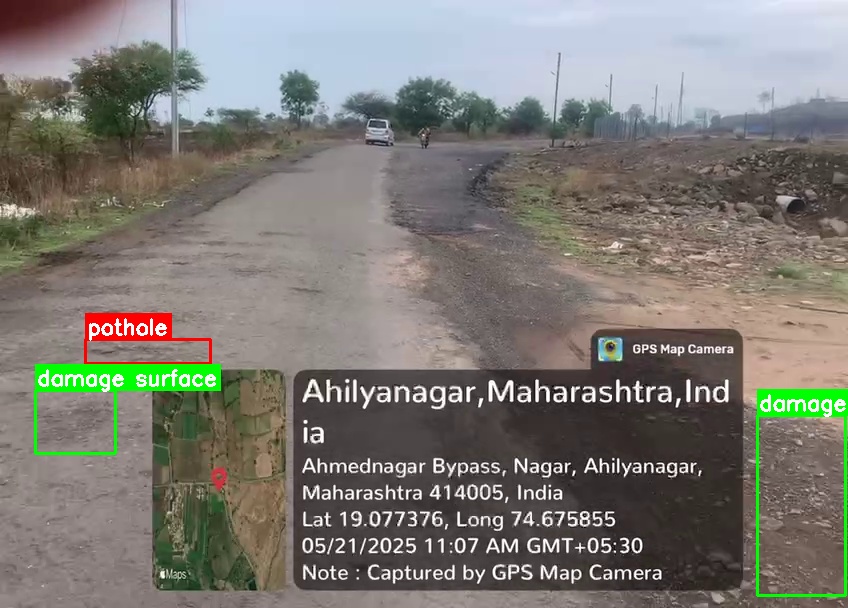 pothole
damage surface
damage
GPS Map Camera
Ahilyanagar,Maharashtra,Ind
ia
Ahmednagar Bypass, Nagar, Ahilyanagar,
Maharashtra 414005, India
Lat 19.077376, Long 74.675855
05/21/2025 11:07 AM GMT+05:30
Note : Captured by GPS Map Camera
Maps